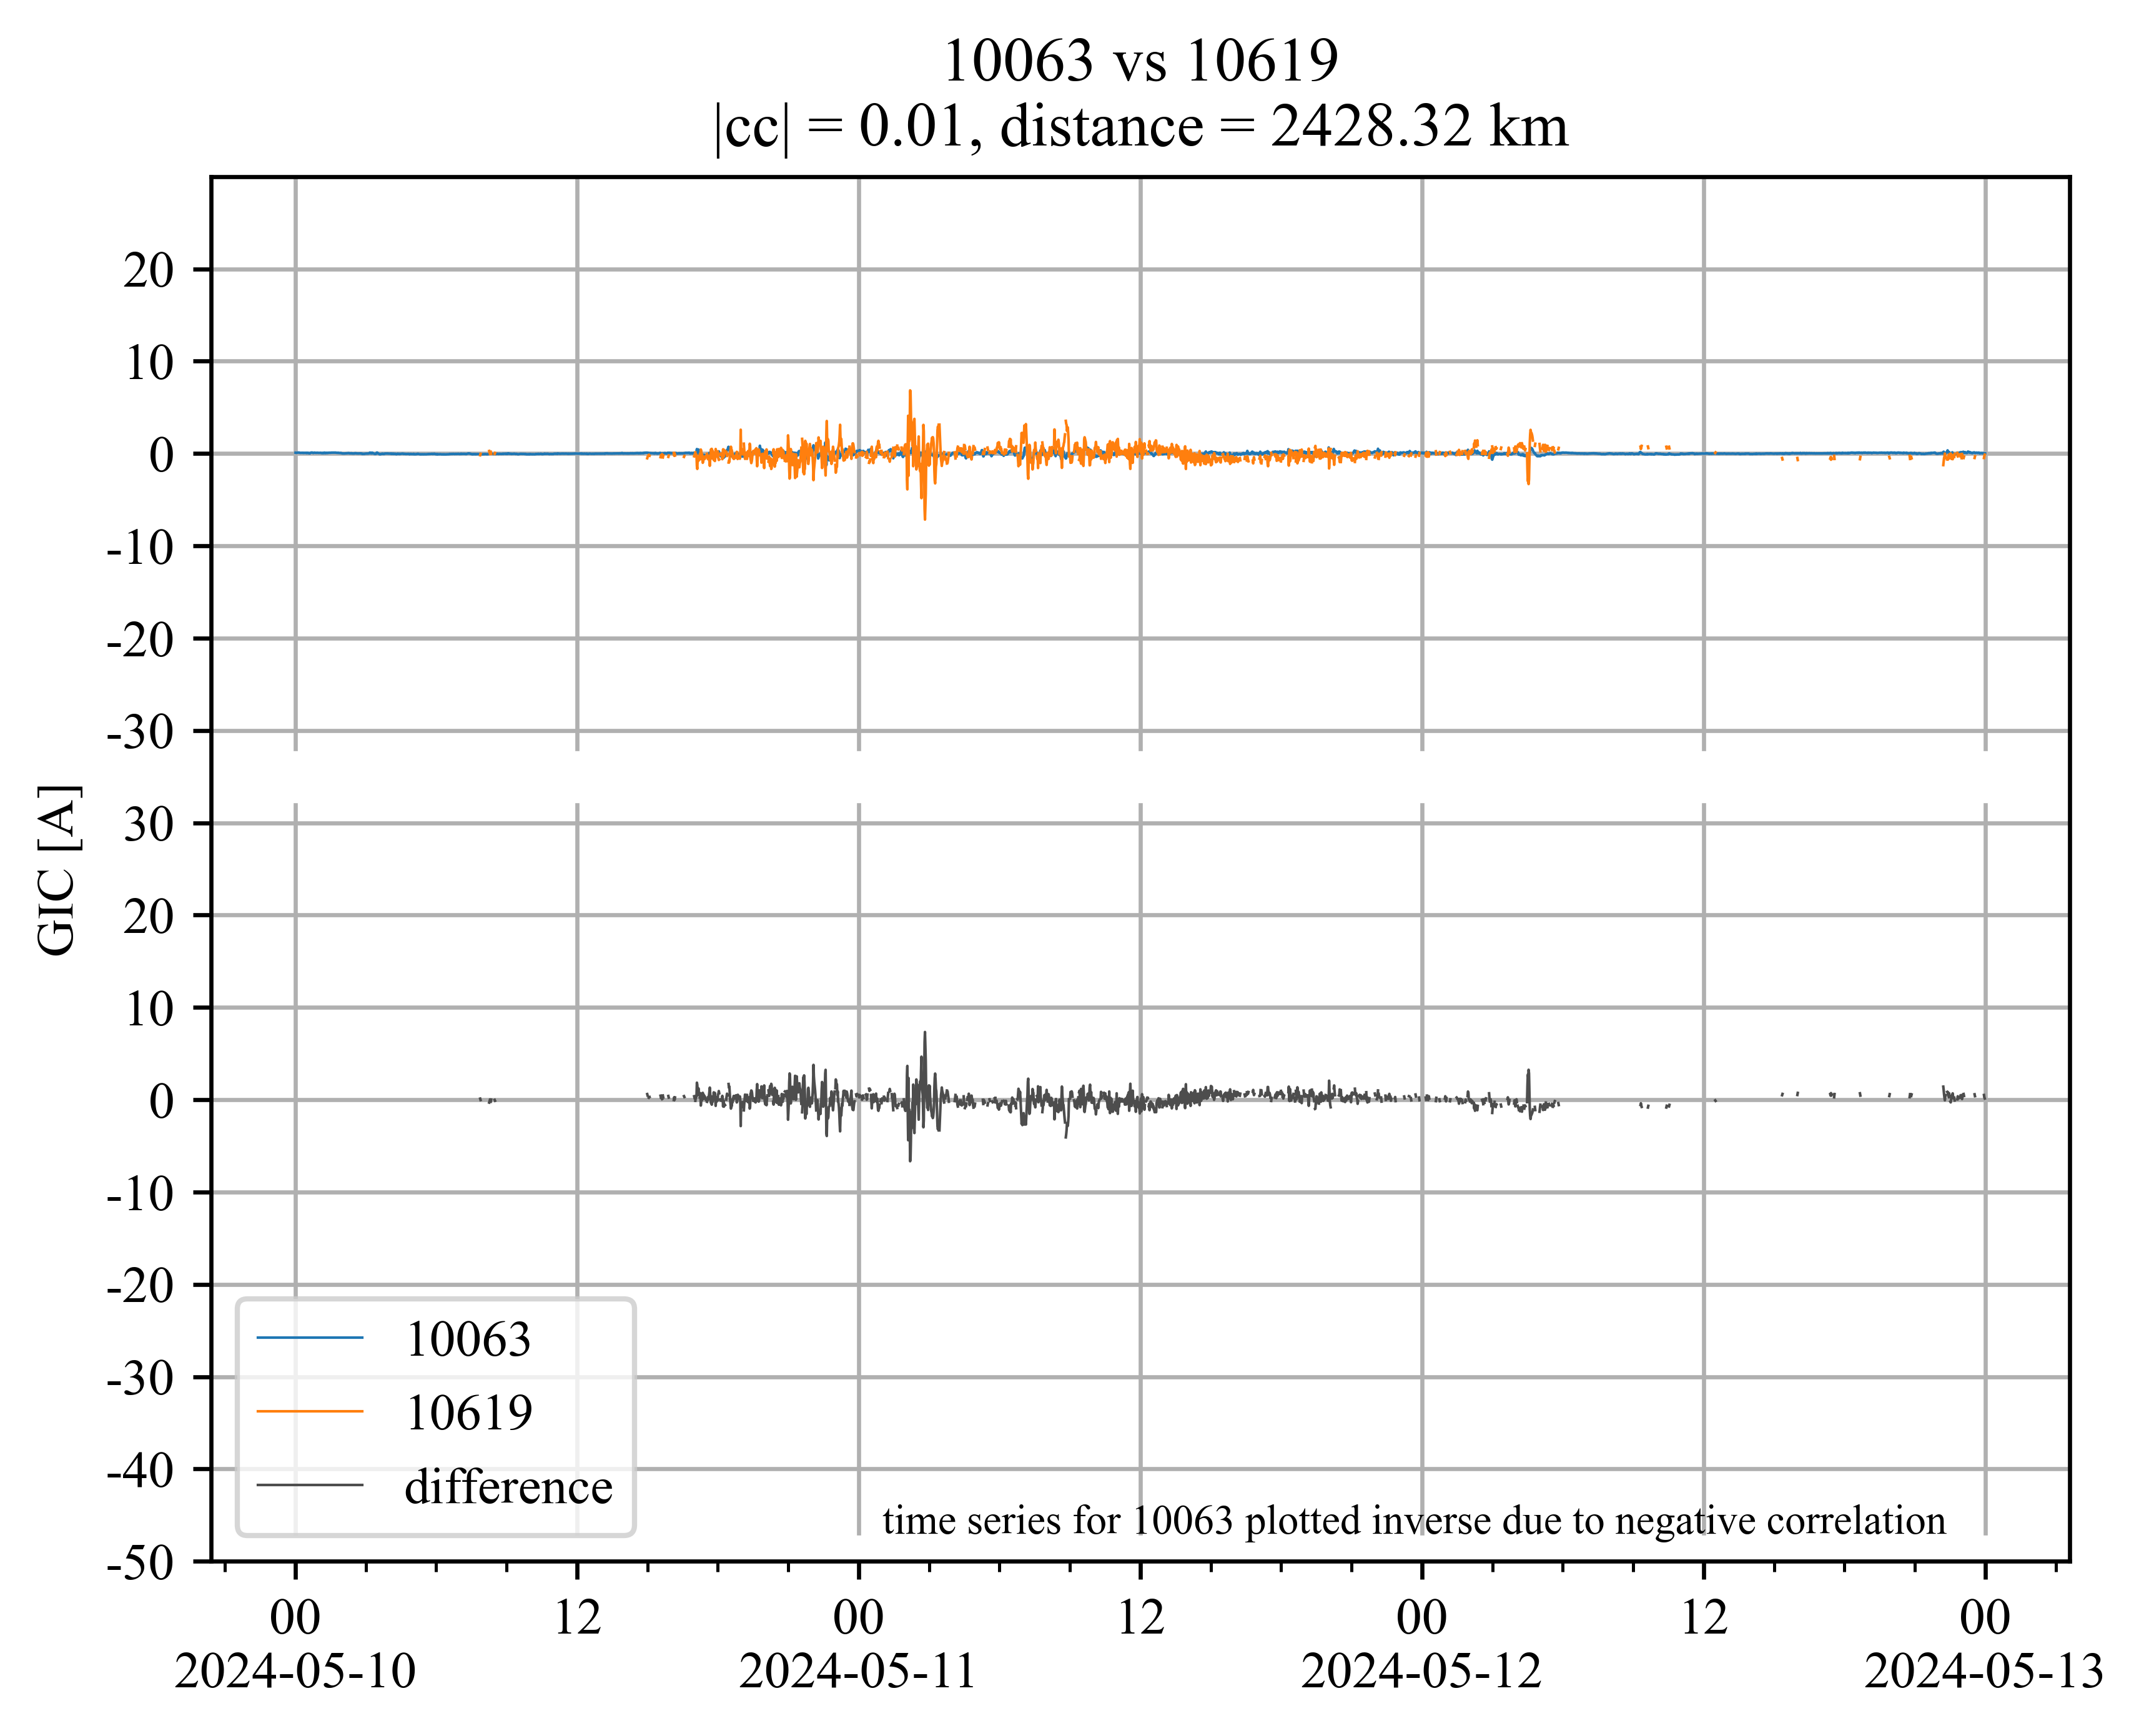 10063 vs 10619
|cc| = 0.01, distance = 2428.32 km
20
10
0
-10
-20
-30
30
20
10
0
-10
-20
-30
-40
-50
GIC [A]
10063
10619
difference
time series for 10063 plotted inverse due to negative correlation
00 12 00 12 00 12 00
2024-05-10 2024-05-11 2024-05-12 2024-05-13